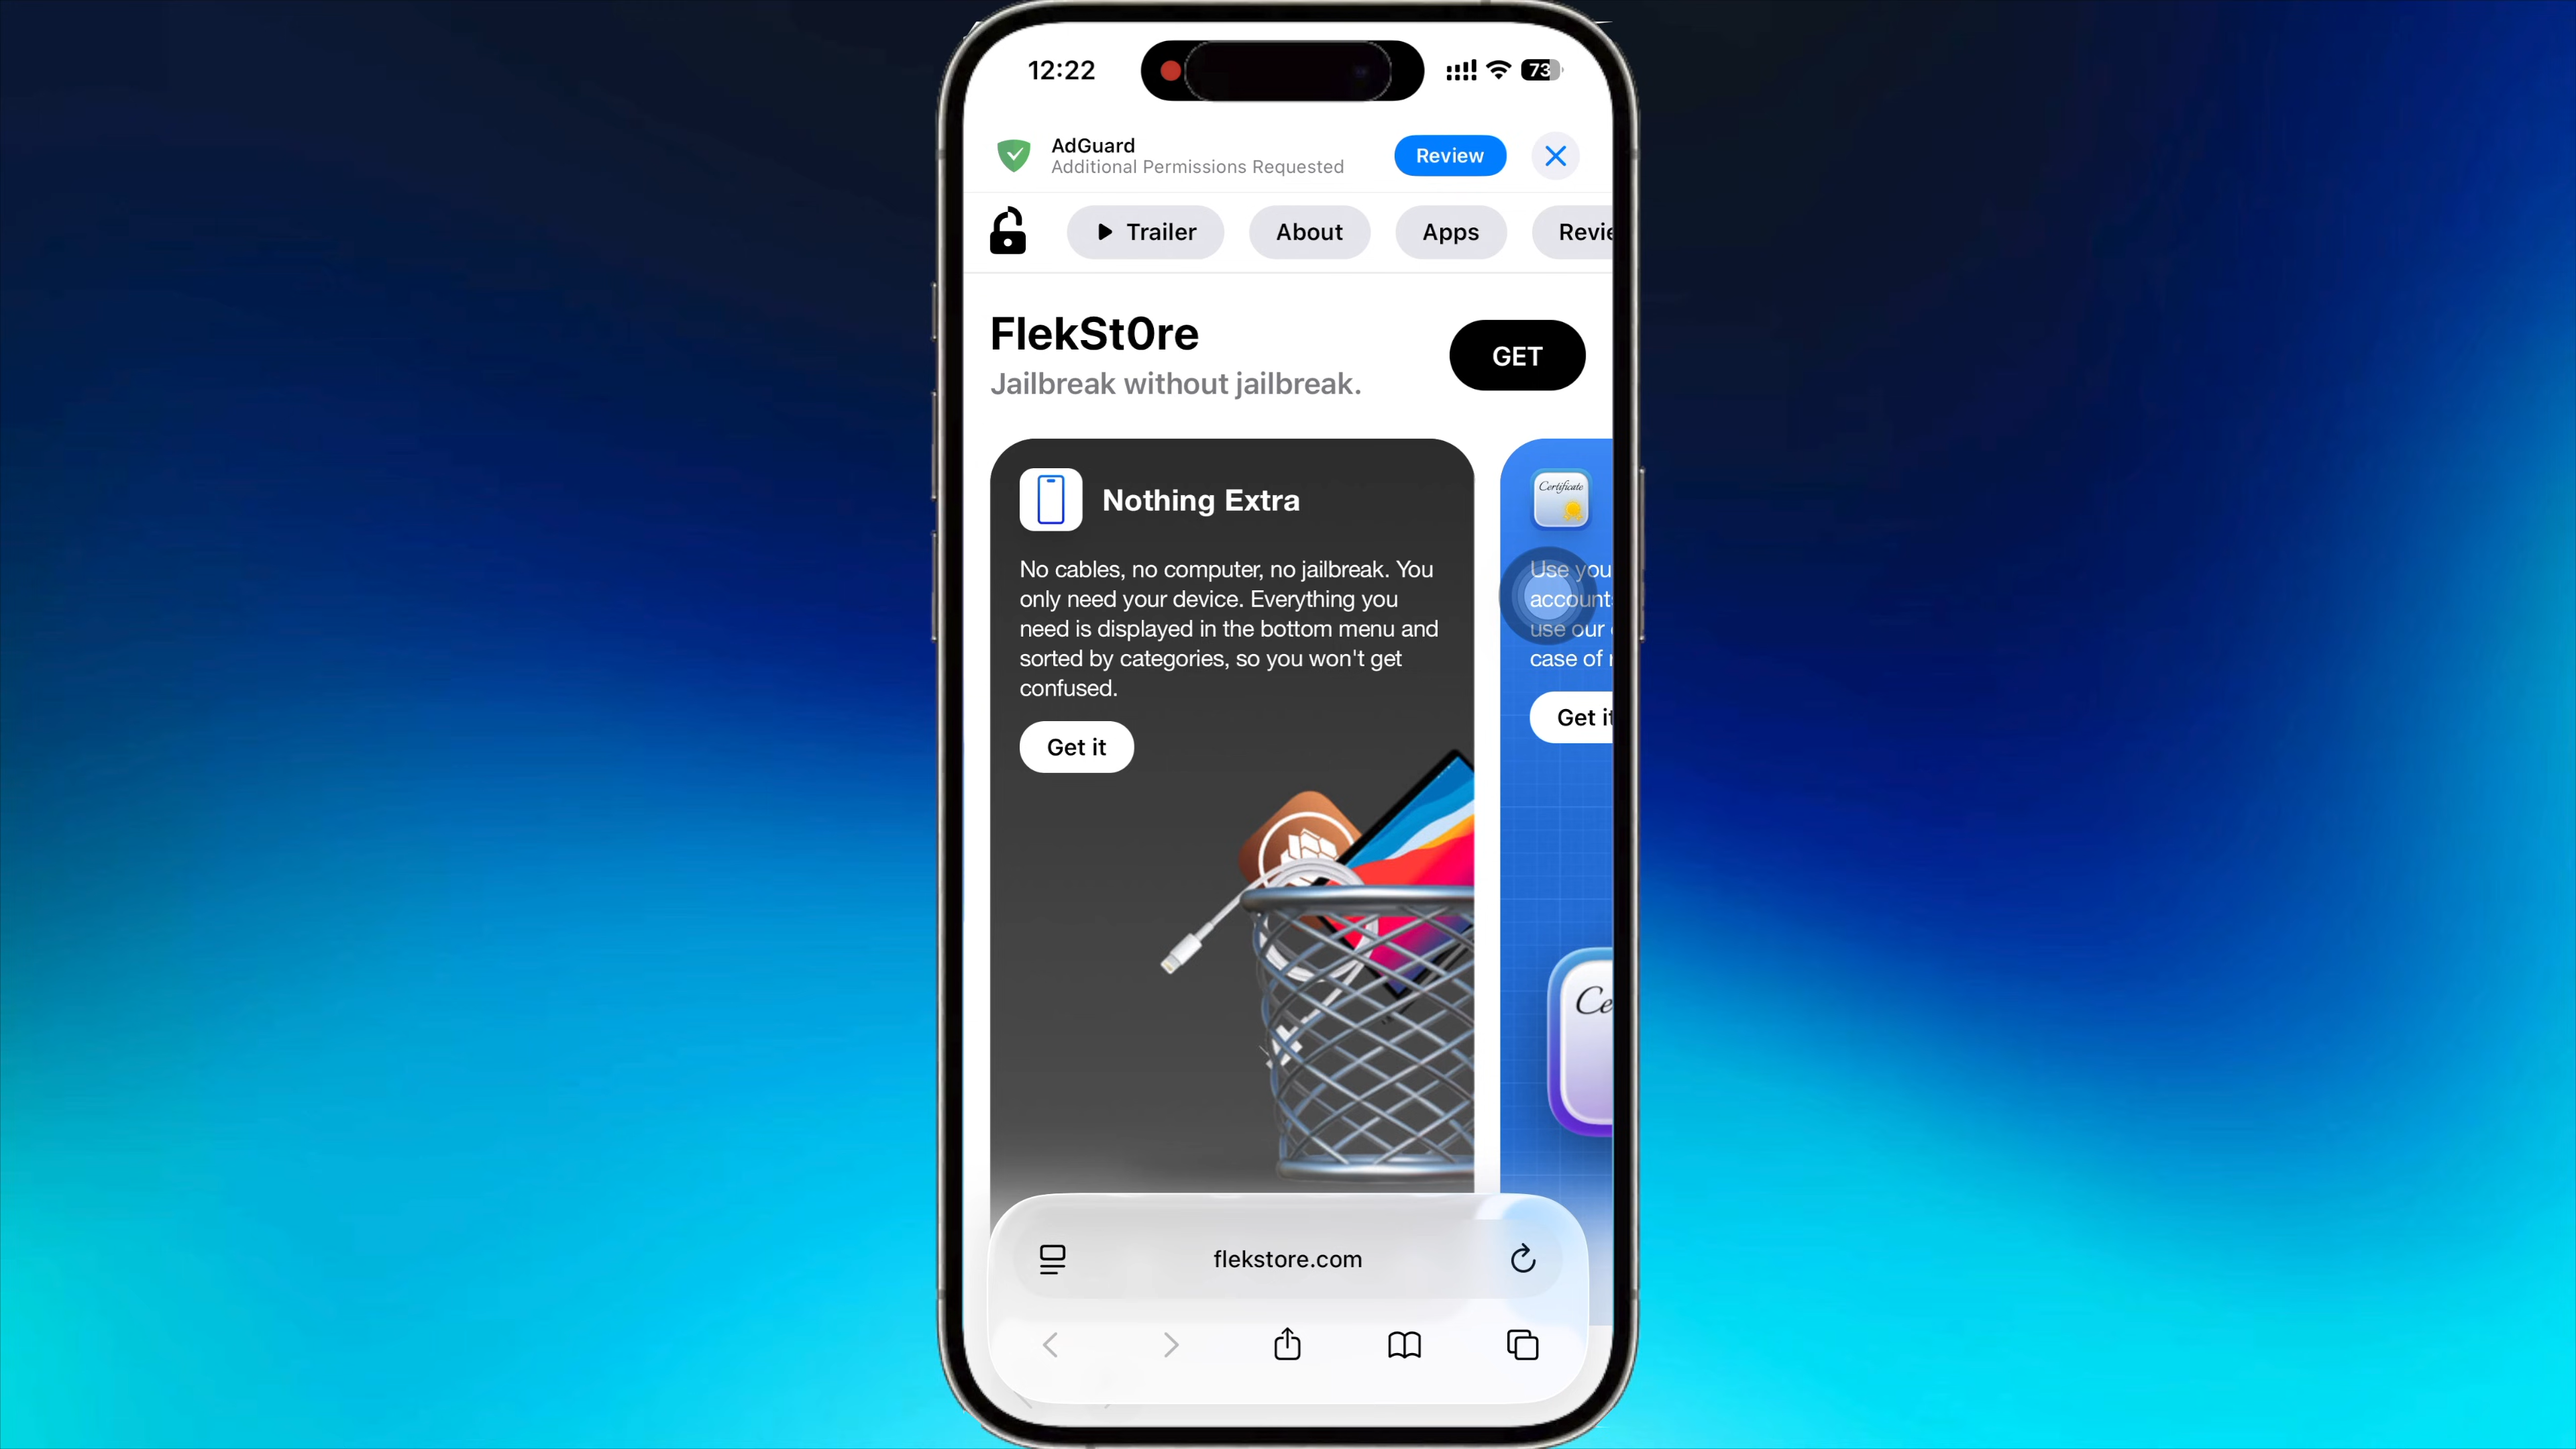 12:22
73
AdGuard
Additional Permissions Requested
Review
Trailer
About
Apps
Revie
FlekSt0re
Jailbreak without jailbreak.
GET
Nothing Extra
No cables, no computer, no jailbreak. You
only need your device. Everything you
need is displayed in the bottom menu and
sorted by categories, so you won't get
confused.
Get it
Certificate
Use you
account
use our
case of
Get it
Ce
flekstore.com